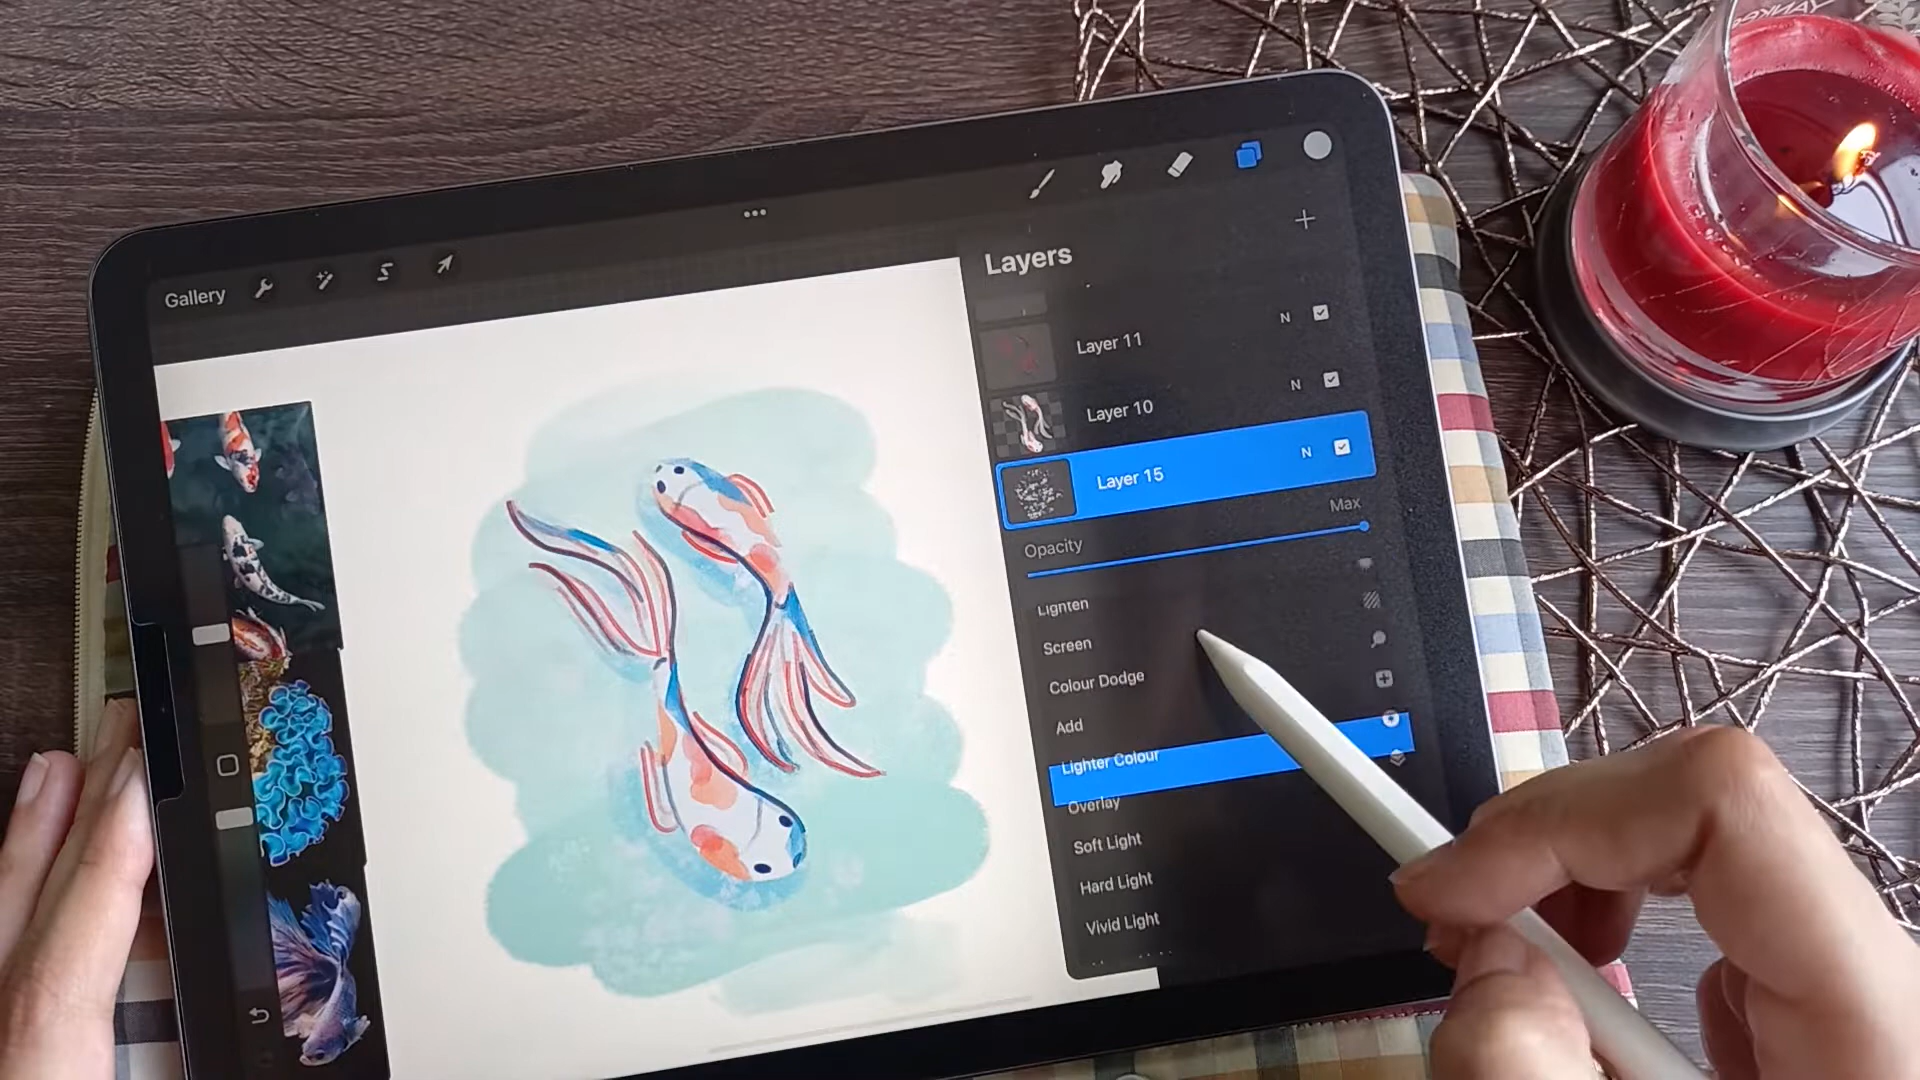 YANKEE
Gallery
Layers
Layer 11
N
Layer 10
N
Layer 15
N
Opacity
Max
Lighten
Screen
Colour Dodge
Add
Lighter Colour
Overlay
Soft Light
Hard Light
Vivid Light